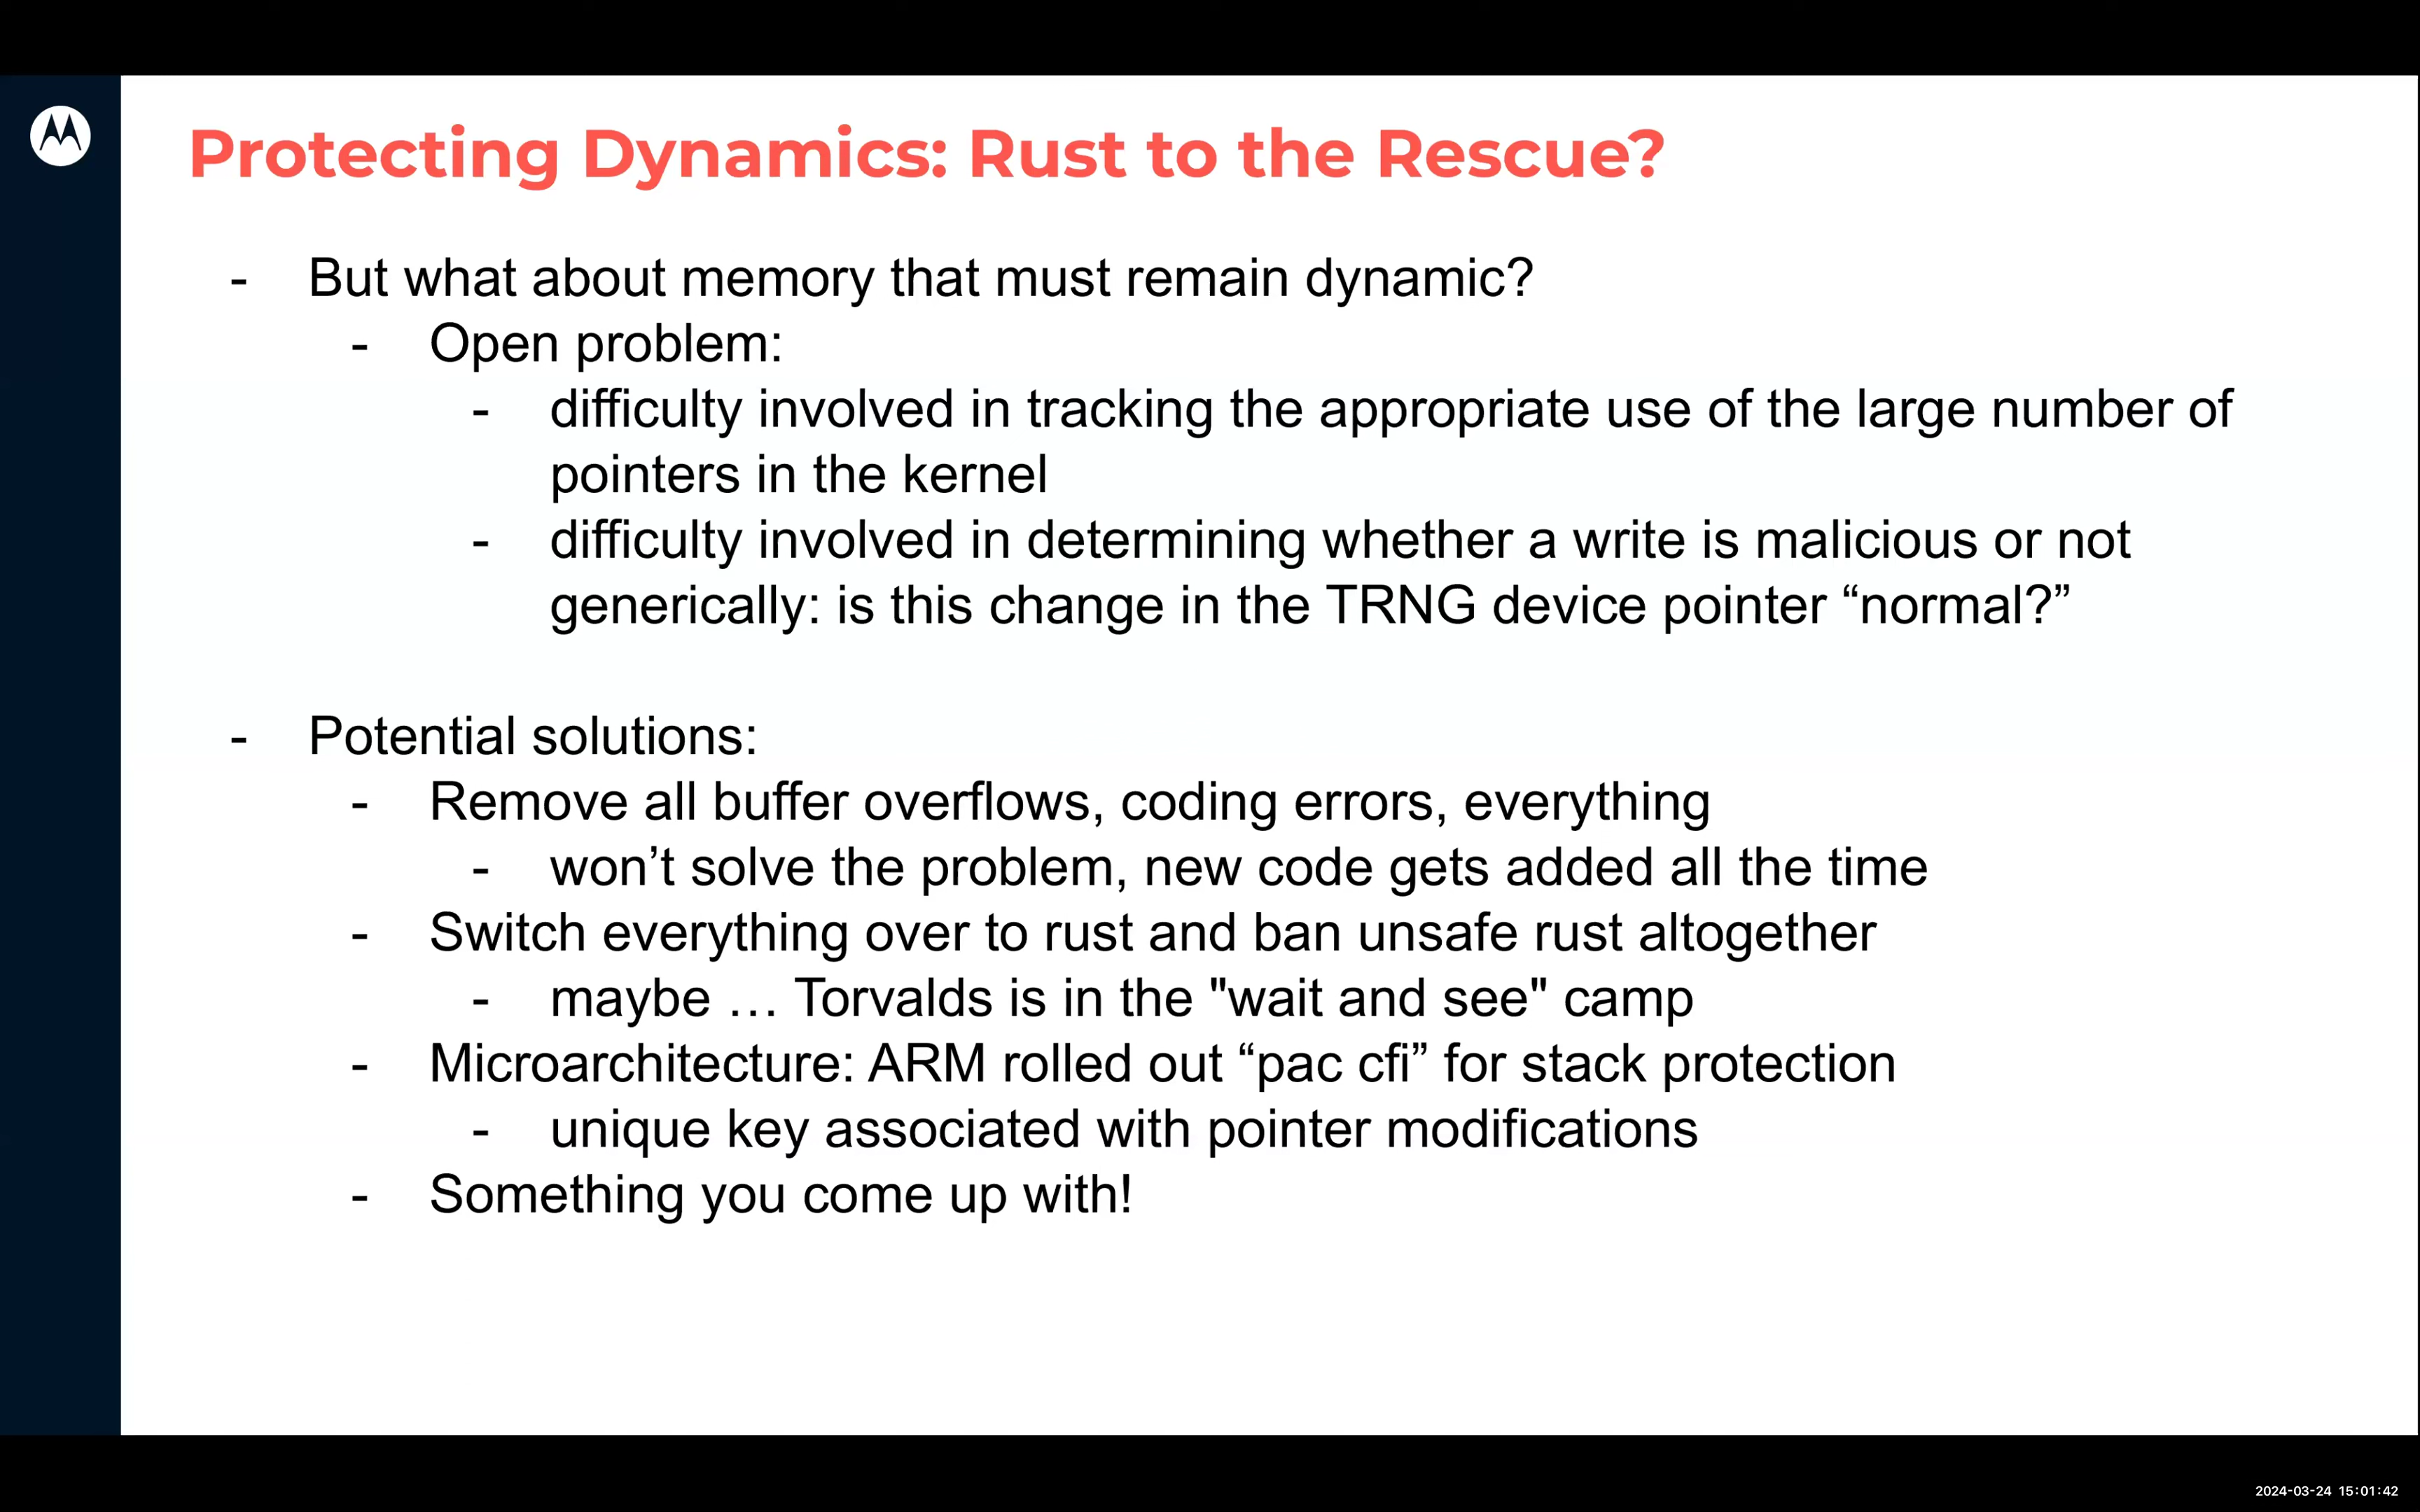 Protecting Dynamics: Rust to the Rescue?
- But what about memory that must remain dynamic?
- Open problem:
- difficulty involved in tracking the appropriate use of the large number of
pointers in the kernel
- difficulty involved in determining whether a write is malicious or not
generically: is this change in the TRNG device pointer “normal?”
- Potential solutions:
- Remove all buffer overflows, coding errors, everything
- won’t solve the problem, new code gets added all the time
- Switch everything over to rust and ban unsafe rust altogether
- maybe … Torvalds is in the "wait and see" camp
- Microarchitecture: ARM rolled out “pac cfi” for stack protection
- unique key associated with pointer modifications
- Something you come up with!
2024-03-24 15:01:42